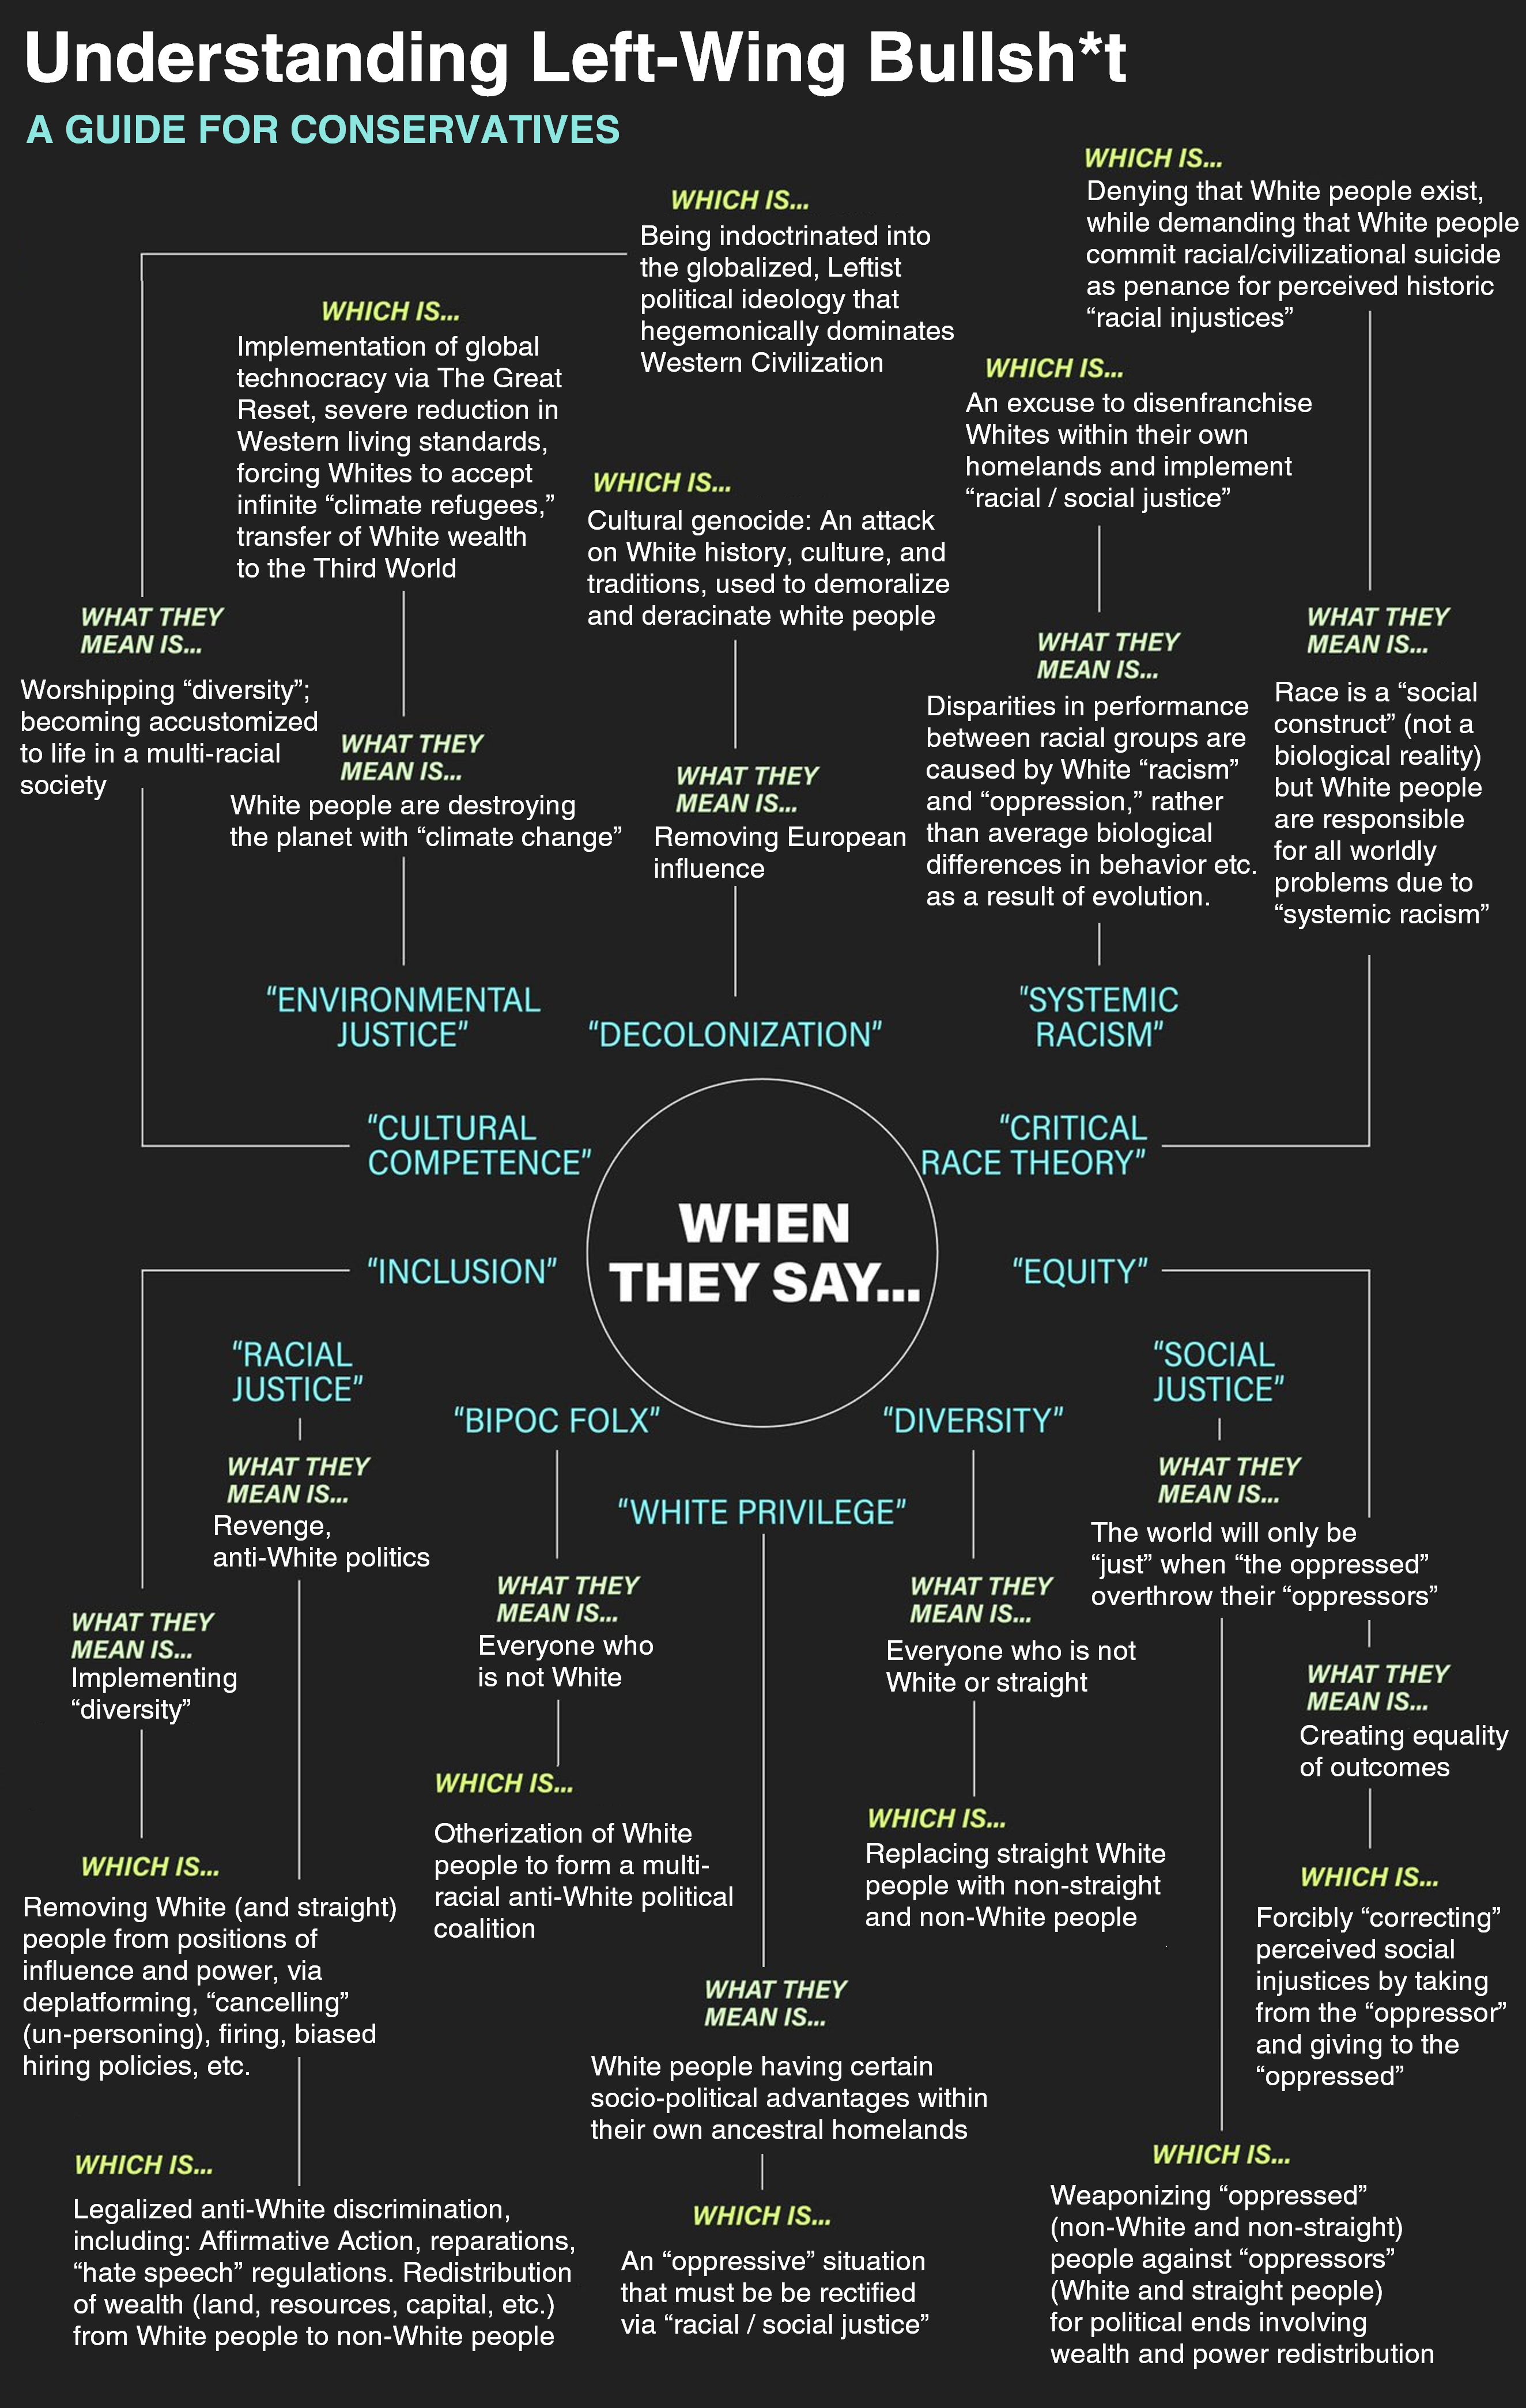 Understanding Left-Wing Bullsh*t
A GUIDE FOR CONSERVATIVES
WHICH IS...
Being indoctrinated into
the globalized, Leftist
political ideology that
hegemonically dominates
Western Civilization
WHAT THEY
MEAN IS...
Worshipping “diversity”;
becoming accustomized
to life in a multi-racial
society
“CULTURAL
COMPETENCE”
WHICH IS...
Implementation of global
technocracy via The Great
Reset, severe reduction in
Western living standards,
forcing Whites to accept
infinite “climate refugees,”
transfer of White wealth
to the Third World
WHAT THEY
MEAN IS...
White people are destroying
the planet with “climate change”
“ENVIRONMENTAL
JUSTICE”
WHICH IS...
Cultural genocide: An attack
on White history, culture, and
traditions, used to demoralize
and deracinate white people
WHAT THEY
MEAN IS...
Removing European
influence
“DECOLONIZATION”
WHICH IS...
An excuse to disenfranchise
Whites within their own
homelands and implement
“racial / social justice”
WHAT THEY
MEAN IS...
Disparities in performance
between racial groups are
caused by White “racism”
and “oppression,” rather
than average biological
differences in behavior etc.
as a result of evolution.
“SYSTEMIC
RACISM”
WHICH IS...
Denying that White people exist,
while demanding that White people
commit racial/civilizational suicide
as penance for perceived historic
“racial injustices”
WHAT THEY
MEAN IS...
Race is a “social
construct” (not a
biological reality)
but White people
are responsible
for all worldly
problems due to
“systemic racism”
“CRITICAL
RACE THEORY”
WHEN
THEY SAY...
“INCLUSION”
WHAT THEY
MEAN IS...
Implementing
“diversity”
WHICH IS...
Removing White (and straight)
people from positions of
influence and power, via
deplatforming, “cancelling”
(un-personing), firing, biased
hiring policies, etc.
“RACIAL
JUSTICE”
WHAT THEY
MEAN IS...
Revenge,
anti-White politics
WHICH IS...
Legalized anti-White discrimination,
including: Affirmative Action, reparations,
“hate speech” regulations. Redistribution
of wealth (land, resources, capital, etc.)
from White people to non-White people
“BIPOC FOLX”
WHAT THEY
MEAN IS...
Everyone who
is not White
WHICH IS...
Otherization of White
people to form a multi-
racial anti-White political
coalition
“WHITE PRIVILEGE”
WHAT THEY
MEAN IS...
White people having certain
socio-political advantages within
their own ancestral homelands
WHICH IS...
An “oppressive” situation
that must be be rectified
via “racial / social justice”
“DIVERSITY”
WHAT THEY
MEAN IS...
Everyone who is not
White or straight
WHICH IS...
Replacing straight White
people with non-straight
and non-White people
“SOCIAL
JUSTICE”
WHAT THEY
MEAN IS...
The world will only be
“just” when “the oppressed”
overthrow their “oppressors”
WHICH IS...
Weaponizing “oppressed”
(non-White and non-straight)
people against “oppressors”
(White and straight people)
for political ends involving
wealth and power redistribution
“EQUITY”
WHAT THEY
MEAN IS...
Creating equality
of outcomes
WHICH IS...
Forcibly “correcting”
perceived social
injustices by taking
from the “oppressor”
and giving to the
“oppressed”